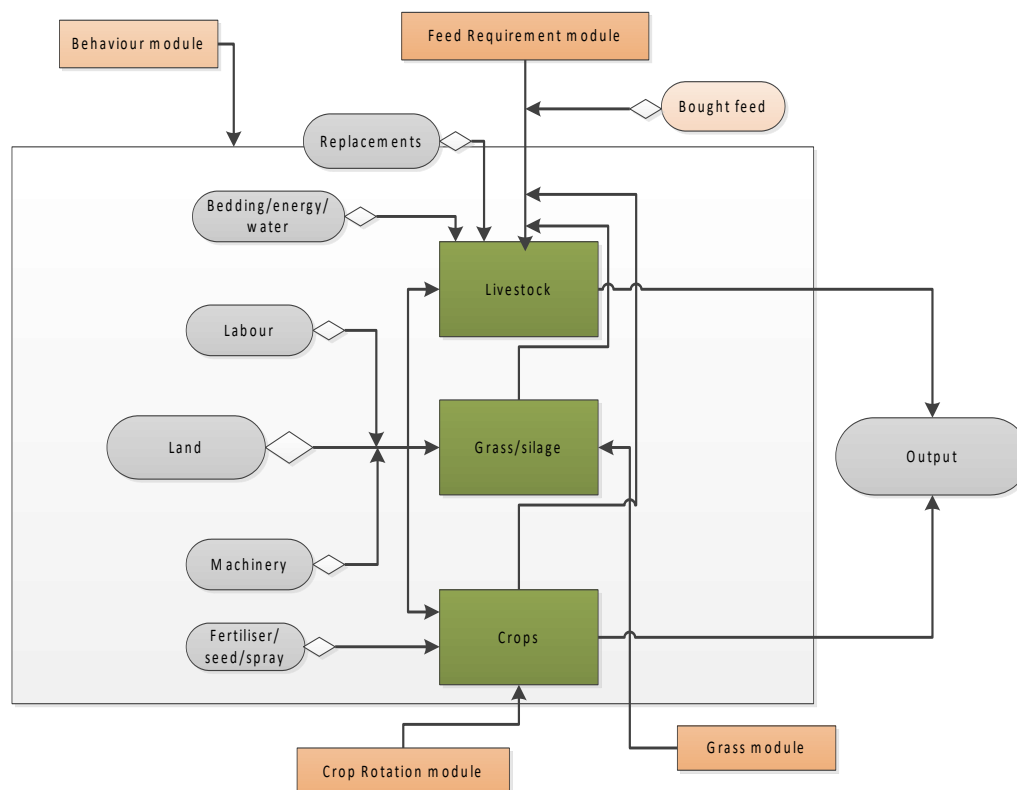 Feed Requirement module
Behaviour module
Bought feed
Replacements
Bedding/energy/
water
Livestock
Labour
Land
Grass/silage
Output
Machinery
Fertiliser/
seed/spray
Crops
Grass module
Crop Rotation module